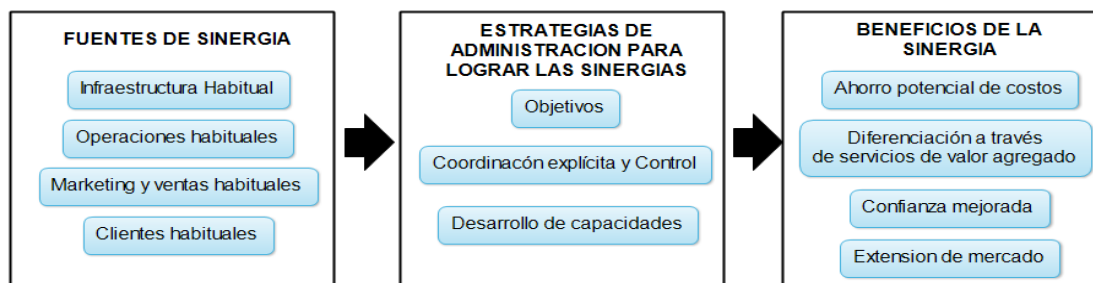 FUENTES DE SINERGIA
Infraestructura Habitual
Operaciones habituales
Marketing y ventas habituales
Clientes habituales
ESTRATEGIAS DE
ADMINISTRACION PARA
LOGRAR LAS SINERGIAS
Objetivos
Coordinacón explícita y Control
Desarrollo de capacidades
BENEFICIOS DE LA
SINERGIA
Ahorro potencial de costos
Diferenciación a través
de servicios de valor agregado
Confianza mejorada
Extension de mercado